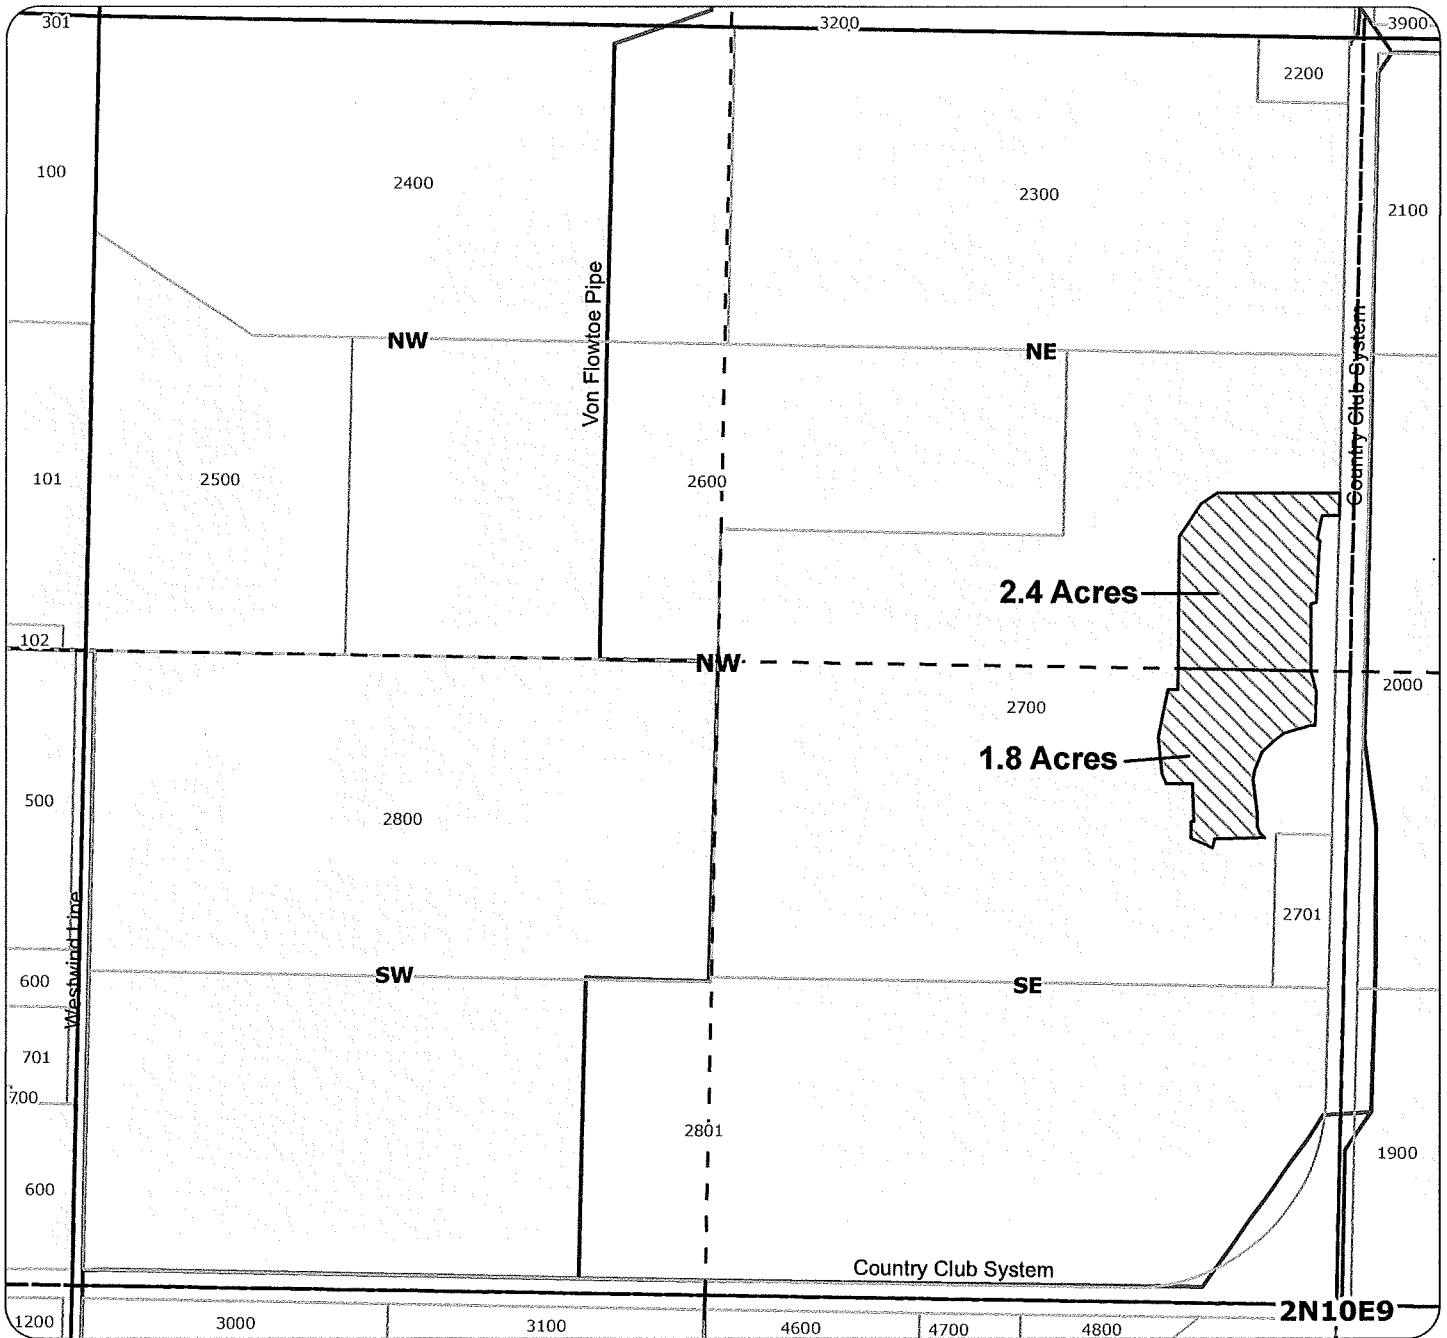 301
3200
3900
2200
100
2400
2300
2100
Von Flowtoe Pipe
Country Club System
NW
NE
101
2500
2600
2.4 Acres
102
NW
2000
2700
1.8 Acres
500
2800
Westwind Line
2701
600
SW
SE
701
700
2801
1900
600
Country Club System
2N10E9
1200
3000
3100
4600
4700
4800